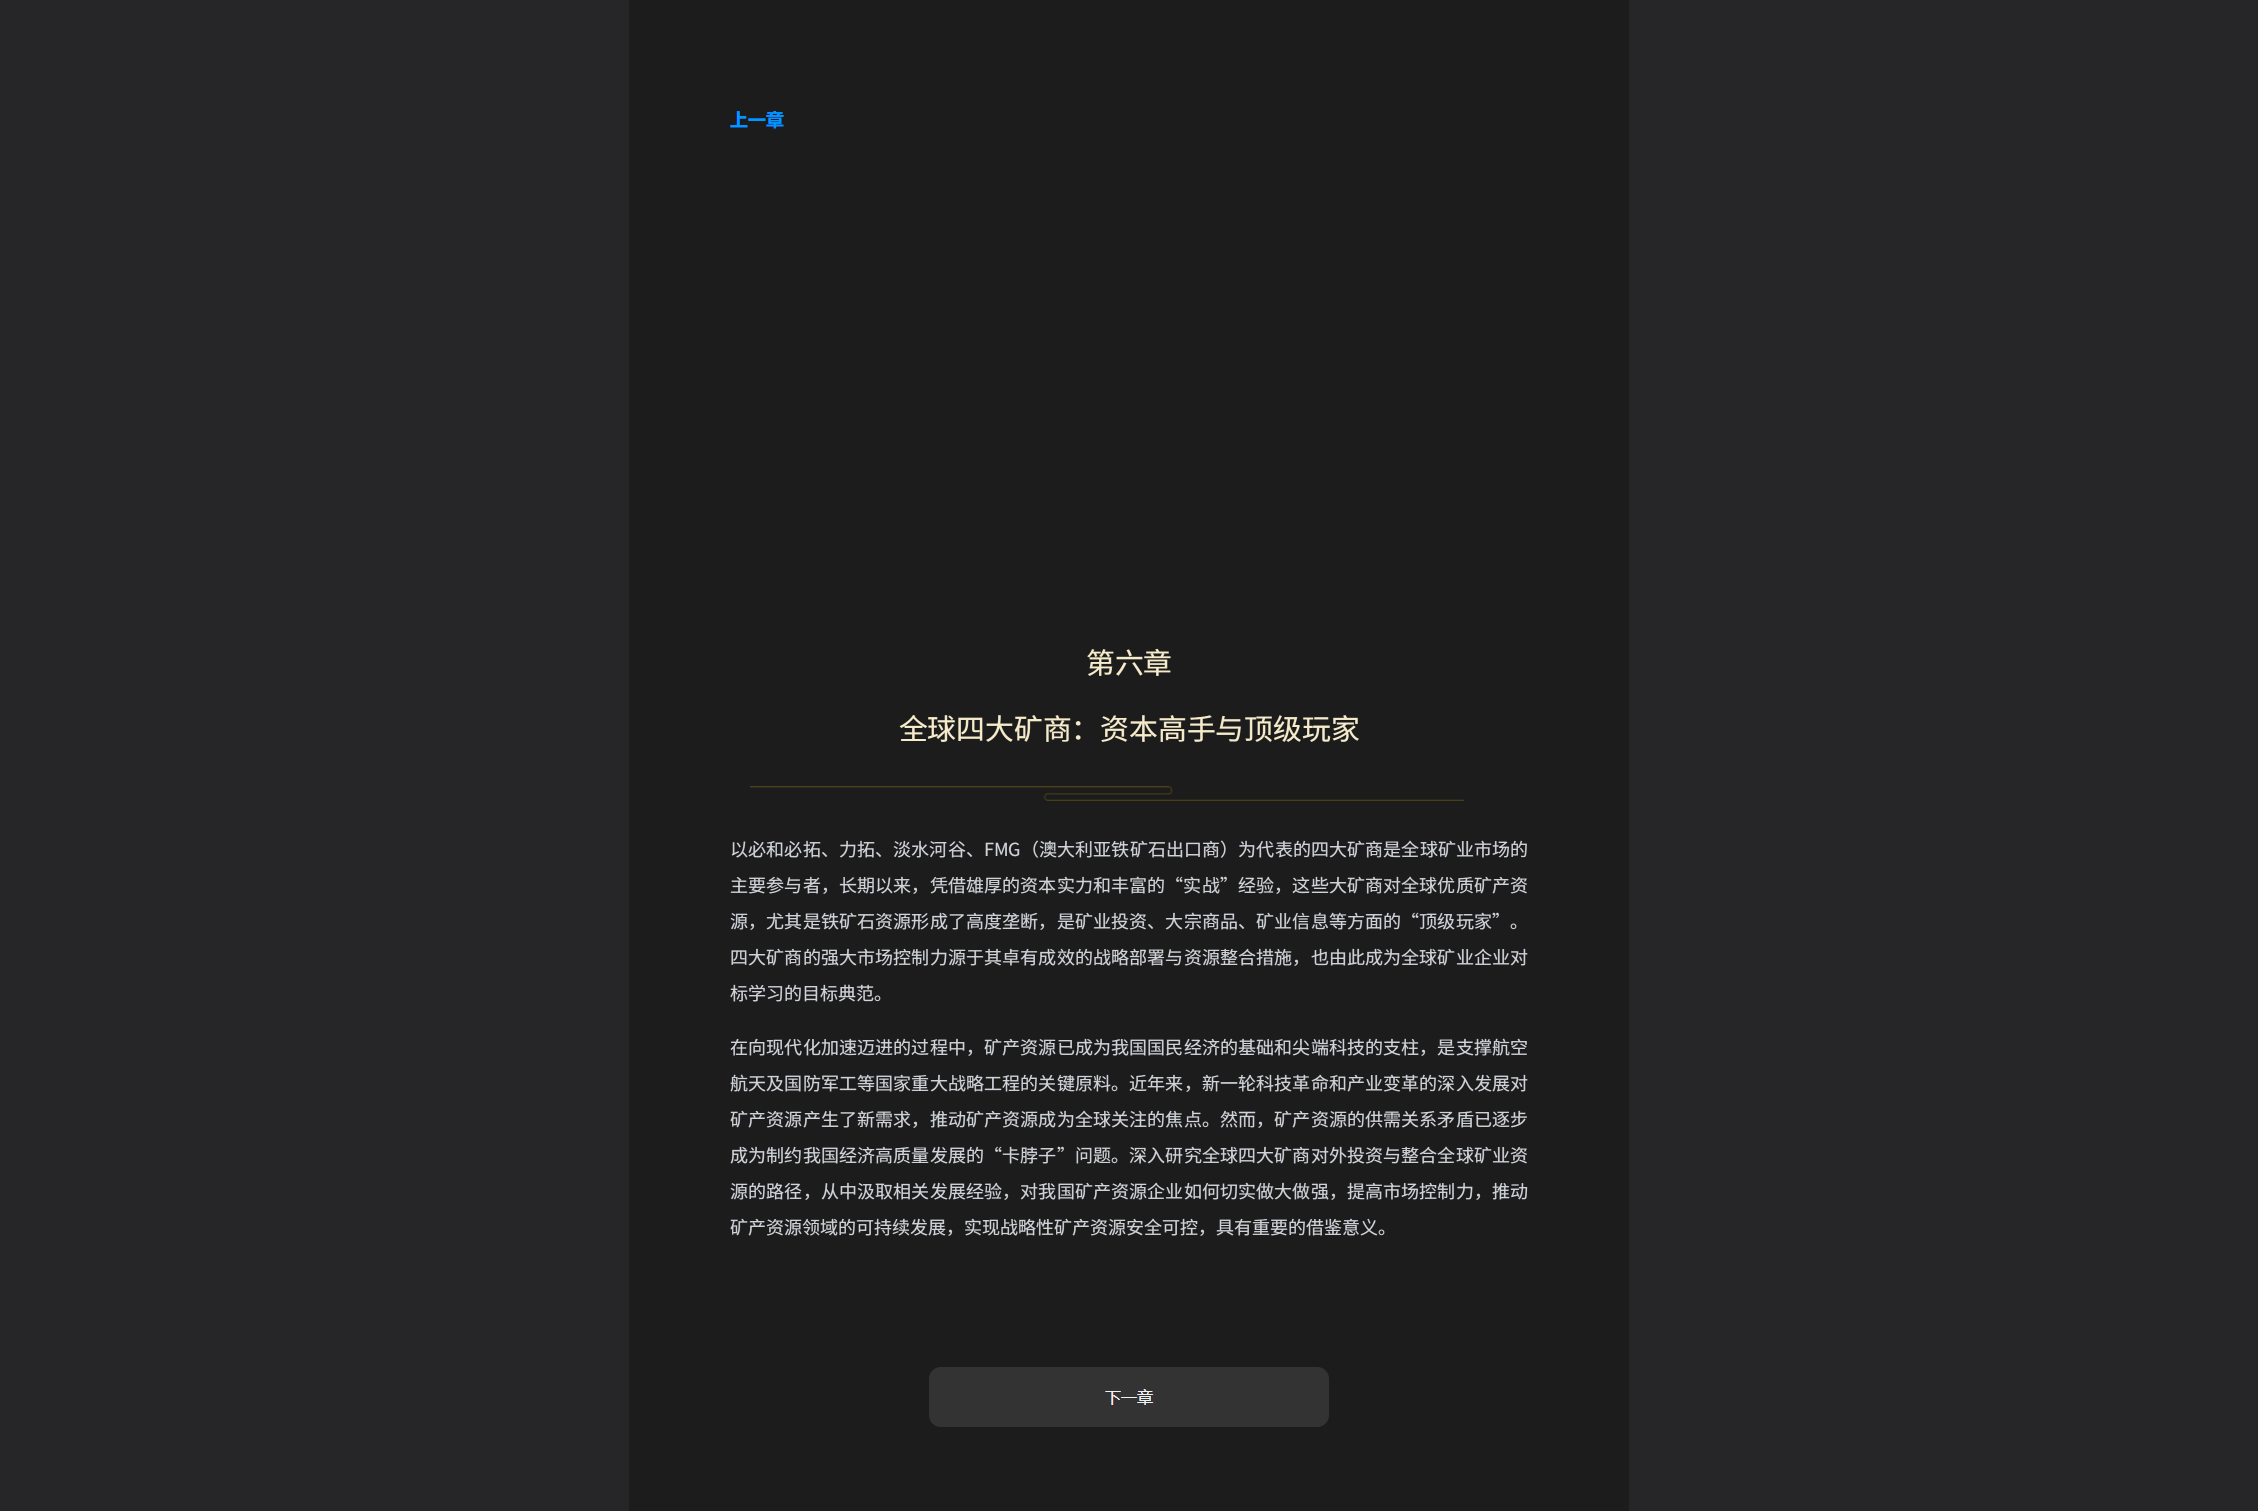 上一章
第六章
全球四大矿商：资本高手与顶级玩家
以必和必拓、力拓、淡水河谷、FMG（澳大利亚铁矿石出口商）为代表的四大矿商是全球矿业市场的
主要参与者，长期以来，凭借雄厚的资本实力和丰富的“实战”经验，这些大矿商对全球优质矿产资
源，尤其是铁矿石资源形成了高度垄断，是矿业投资、大宗商品、矿业信息等方面的“顶级玩家”。
四大矿商的强大市场控制力源于其卓有成效的战略部署与资源整合措施，也由此成为全球矿业企业对
标学习的目标典范。
在向现代化加速迈进的过程中，矿产资源已成为我国国民经济的基础和尖端科技的支柱，是支撑航空
航天及国防军工等国家重大战略工程的关键原料。近年来，新一轮科技革命和产业变革的深入发展对
矿产资源产生了新需求，推动矿产资源成为全球关注的焦点。然而，矿产资源的供需关系矛盾已逐步
成为制约我国经济高质量发展的“卡脖子”问题。深入研究全球四大矿商对外投资与整合全球矿业资
源的路径，从中汲取相关发展经验，对我国矿产资源企业如何切实做大做强，提高市场控制力，推动
矿产资源领域的可持续发展，实现战略性矿产资源安全可控，具有重要的借鉴意义。
下一章